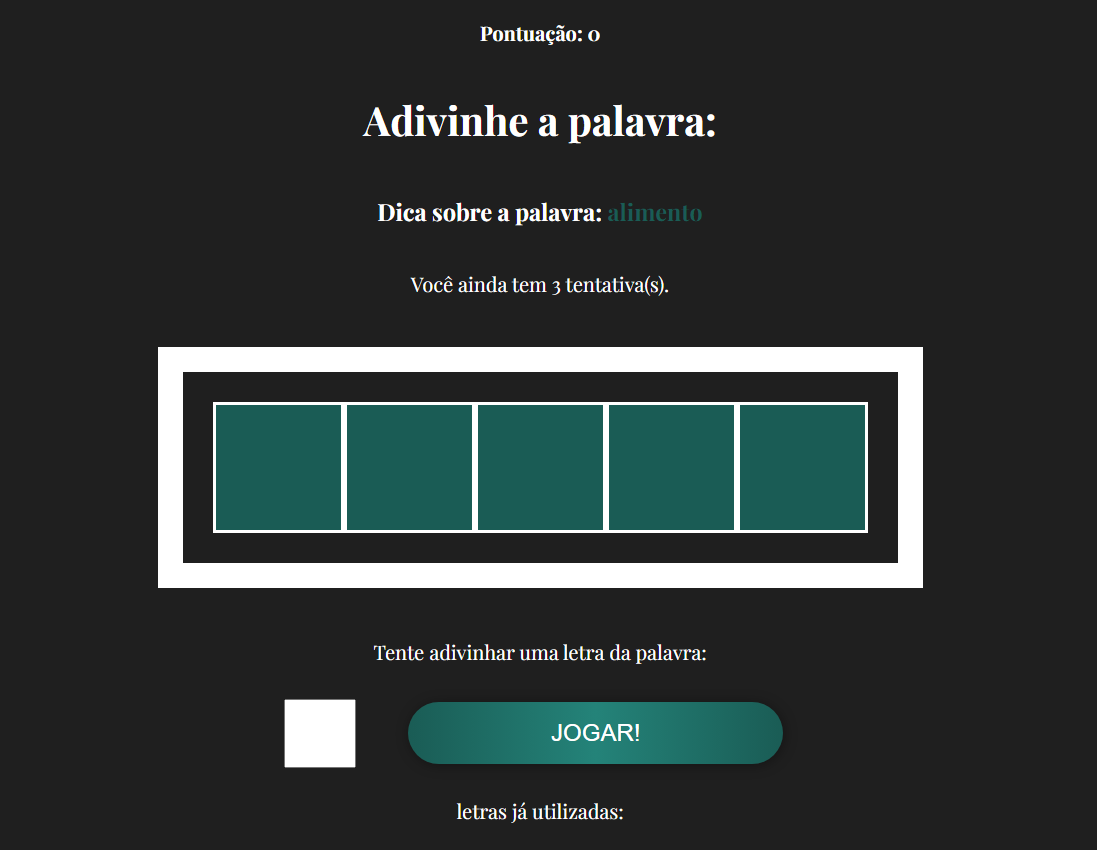 Pontuação: 0
Adivinhe a palavra:
Dica sobre a palavra: alimento
Você ainda tem 3 tentativa(s).
Tente adivinhar uma letra da palavra:
JOGAR!
letras já utilizadas: